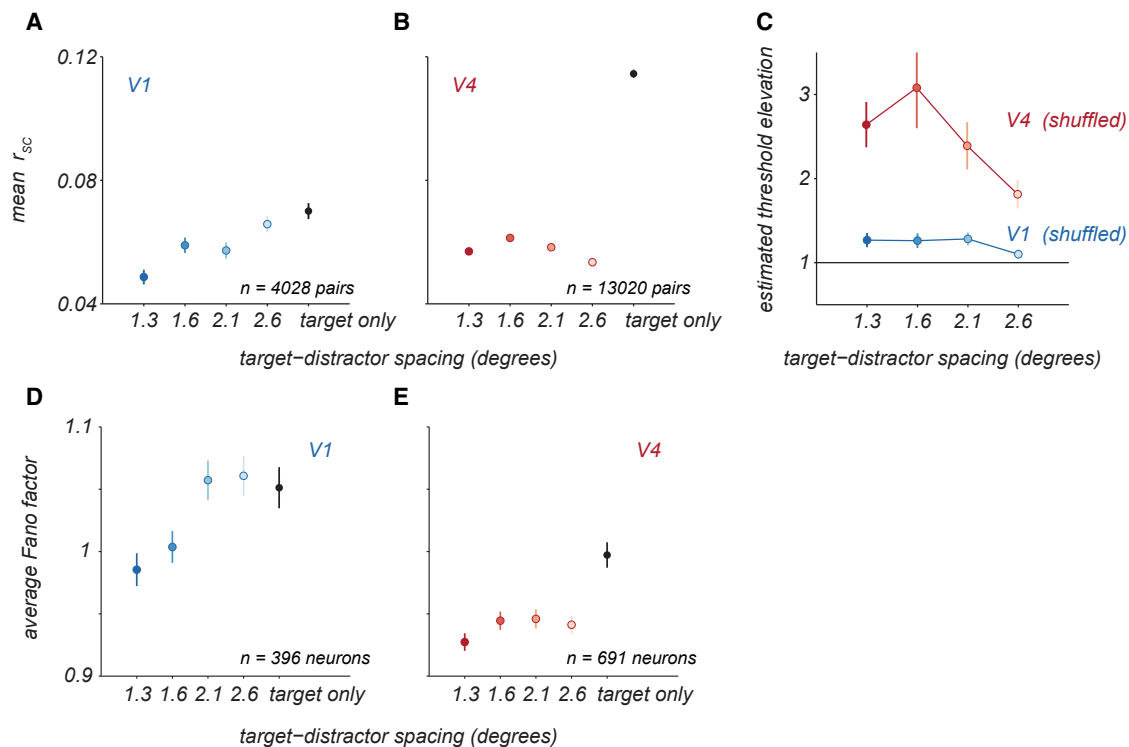 A
V1
mean rsc
0.12
0.08
0.04
n = 4028 pairs
1.3 1.6 2.1 2.6 target only
target−distractor spacing (degrees)
B
V4
n = 13020 pairs
1.3 1.6 2.1 2.6 target only
C
estimated threshold elevation
3
2
1
V4 (shuffled)
V1 (shuffled)
1.3 1.6 2.1 2.6
target−distractor spacing (degrees)
D
V1
average Fano factor
1.1
1
0.9
n = 396 neurons
1.3 1.6 2.1 2.6 target only
target−distractor spacing (degrees)
E
V4
n = 691 neurons
1.3 1.6 2.1 2.6 target only